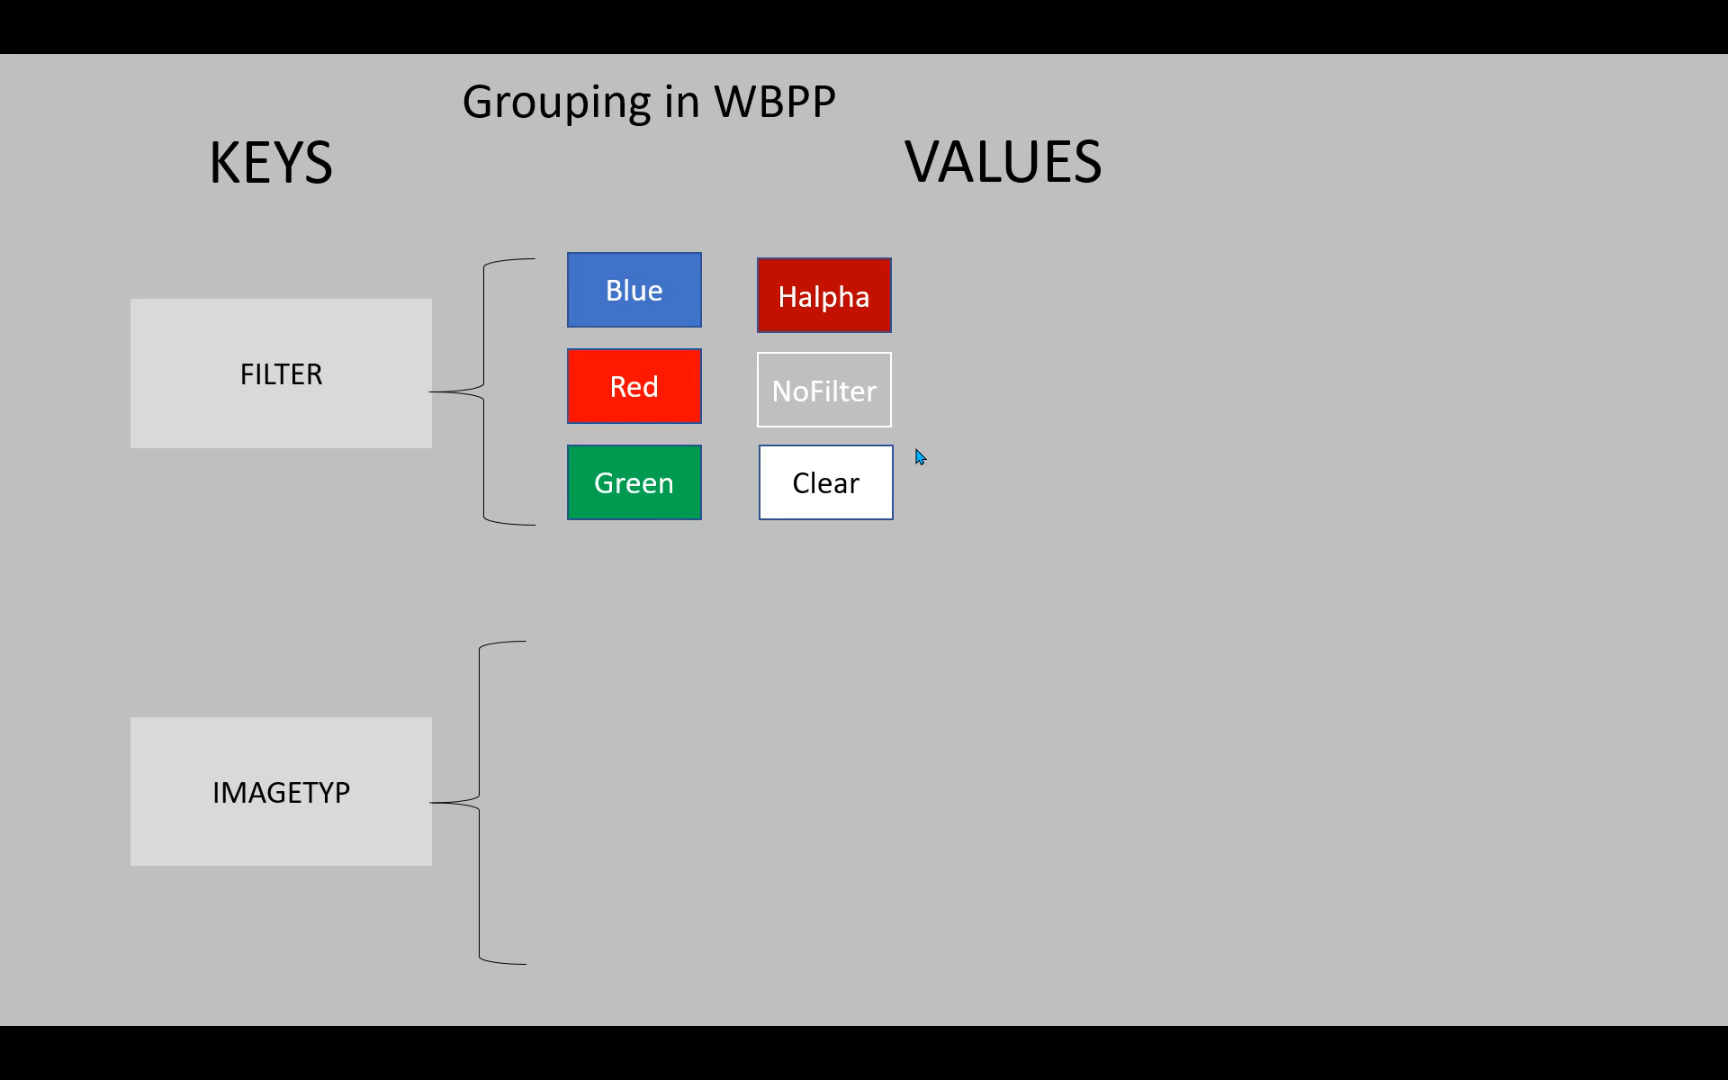 Grouping in WBPP
KEYS
VALUES
FILTER
Blue
Halpha
Red
NoFilter
Green
Clear
IMAGETYP